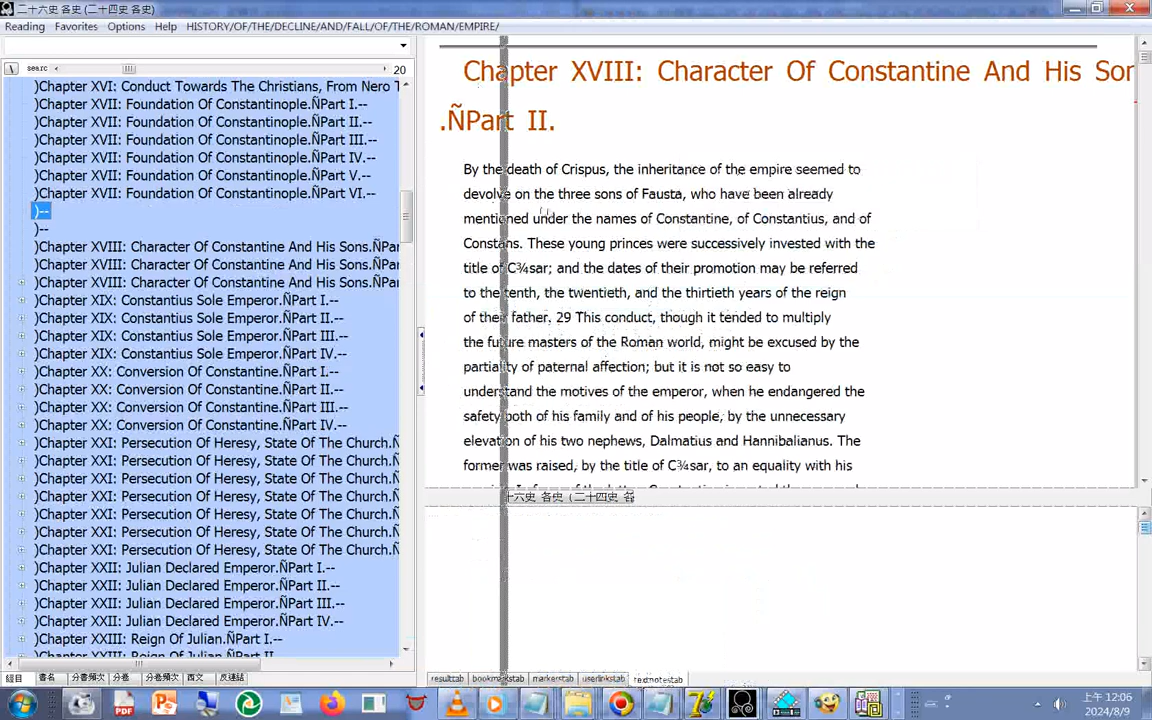 二十六史 各史 (二十四史 各史)
Reading Favorites Options Help HISTORY/OF/THE/DECLINE/AND/FALL/OF/THE/ROMAN/EMPIRE/
searc 20
)Chapter XVI: Conduct Towards The Christians, From Nero T
)Chapter XVII: Foundation Of Constantinople.ÑPart I.--
)Chapter XVII: Foundation Of Constantinople.ÑPart II.--
)Chapter XVII: Foundation Of Constantinople.ÑPart III.--
)Chapter XVII: Foundation Of Constantinople.ÑPart IV.--
)Chapter XVII: Foundation Of Constantinople.ÑPart V.--
)Chapter XVII: Foundation Of Constantinople.ÑPart VI.--
)--
)--
)Chapter XVIII: Character Of Constantine And His Sons.ÑPar
)Chapter XVIII: Character Of Constantine And His Sons.ÑPar
)Chapter XVIII: Character Of Constantine And His Sons.ÑPar
)Chapter XIX: Constantius Sole Emperor.ÑPart I.--
)Chapter XIX: Constantius Sole Emperor.ÑPart II.--
)Chapter XIX: Constantius Sole Emperor.ÑPart III.--
)Chapter XIX: Constantius Sole Emperor.ÑPart IV.--
)Chapter XX: Conversion Of Constantine.ÑPart I.--
)Chapter XX: Conversion Of Constantine.ÑPart II.--
)Chapter XX: Conversion Of Constantine.ÑPart III.--
)Chapter XX: Conversion Of Constantine.ÑPart IV.--
)Chapter XXI: Persecution Of Heresy, State Of The Church.Ñ
)Chapter XXI: Persecution Of Heresy, State Of The Church.Ñ
)Chapter XXI: Persecution Of Heresy, State Of The Church.Ñ
)Chapter XXI: Persecution Of Heresy, State Of The Church.Ñ
)Chapter XXI: Persecution Of Heresy, State Of The Church.Ñ
)Chapter XXI: Persecution Of Heresy, State Of The Church.Ñ
)Chapter XXI: Persecution Of Heresy, State Of The Church.Ñ
)Chapter XXII: Julian Declared Emperor.ÑPart I.--
)Chapter XXII: Julian Declared Emperor.ÑPart II.--
)Chapter XXII: Julian Declared Emperor.ÑPart III.--
)Chapter XXII: Julian Declared Emperor.ÑPart IV.--
)Chapter XXIII: Reign Of Julian.ÑPart I.--
)Chapter XXIII: Reign Of Julian.ÑPart II.--
經目 書名 分書頻次 分卷 分卷頻次 西文 反連結
Chapter XVIII: Character Of Constantine And His Son
.ÑPart II.
By the death of Crispus, the inheritance of the empire seemed to
devolve on the three sons of Fausta, who have been already
mentioned under the names of Constantine, of Constantius, and of
Constans. These young princes were successively invested with the
title of C¾sar; and the dates of their promotion may be referred
to the tenth, the twentieth, and the thirtieth years of the reign
of their father. 29 This conduct, though it tended to multiply
the future masters of the Roman world, might be excused by the
partiality of paternal affection; but it is not so easy to
understand the motives of the emperor, when he endangered the
safety both of his family and of his people, by the unnecessary
elevation of his two nephews, Dalmatius and Hannibalianus. The
former was raised, by the title of C¾sar, to an equality with his
十六史 各史 (二十四史 各
resulttab bookmarkstab markerstab userlinkstab textnotestab
上午 12:06
2024/8/9